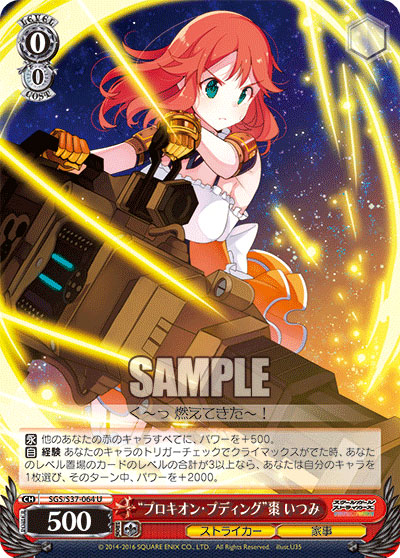 LEVEL
0
0
COST
SAMPLE
く～っ 燃えてきた～！
永 他のあなたの赤のキャラすべてに、パワーを＋500。
自 経験 あなたのキャラのトリガーチェックでクライマックスがでた時、あな
たのレベル置場のカードのレベルの合計が3以上なら、あなたは自分のキャラを
1枚選び、そのターン中、パワーを＋2000。
CH SGS/S37-064 U
500
“プロキオン・プディング”棗 いつみ
スクールガール
ストライカーズ
ストライカー 家事
© 2014-2016 SQUARE ENIX CO., LTD. All Rights Reserved. illust.U35